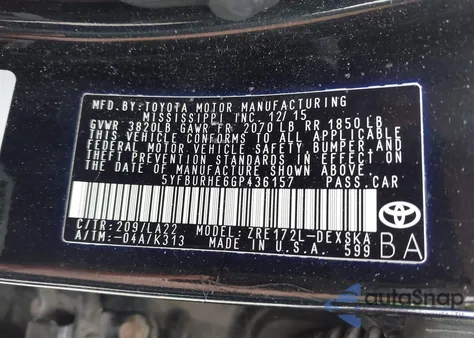 MFD.BY:TOYOTA MOTOR MANUFACTURING
MISSISSIPPI INC. 12/15
GVWR 3820LB GAWR FR 2070 LB RR 1850 LB
THIS VEHICLE CONFORMS TO ALL APPLICABLE
FEDERAL MOTOR VEHICLE SAFETY, BUMPER, AND
THEFT PREVENTION STANDARDS IN EFFECT ON
THE DATE OF MANUFACTURE SHOWN ABOVE.
5YFBURHE6GP436157 PASS.CAR
C/TR: 209/LA22 MODEL: ZRE172L-DEXSKA
A/TM: -04A/K313 MADE IN U.S.A. 599
TOYOTA
BA
autoSnap